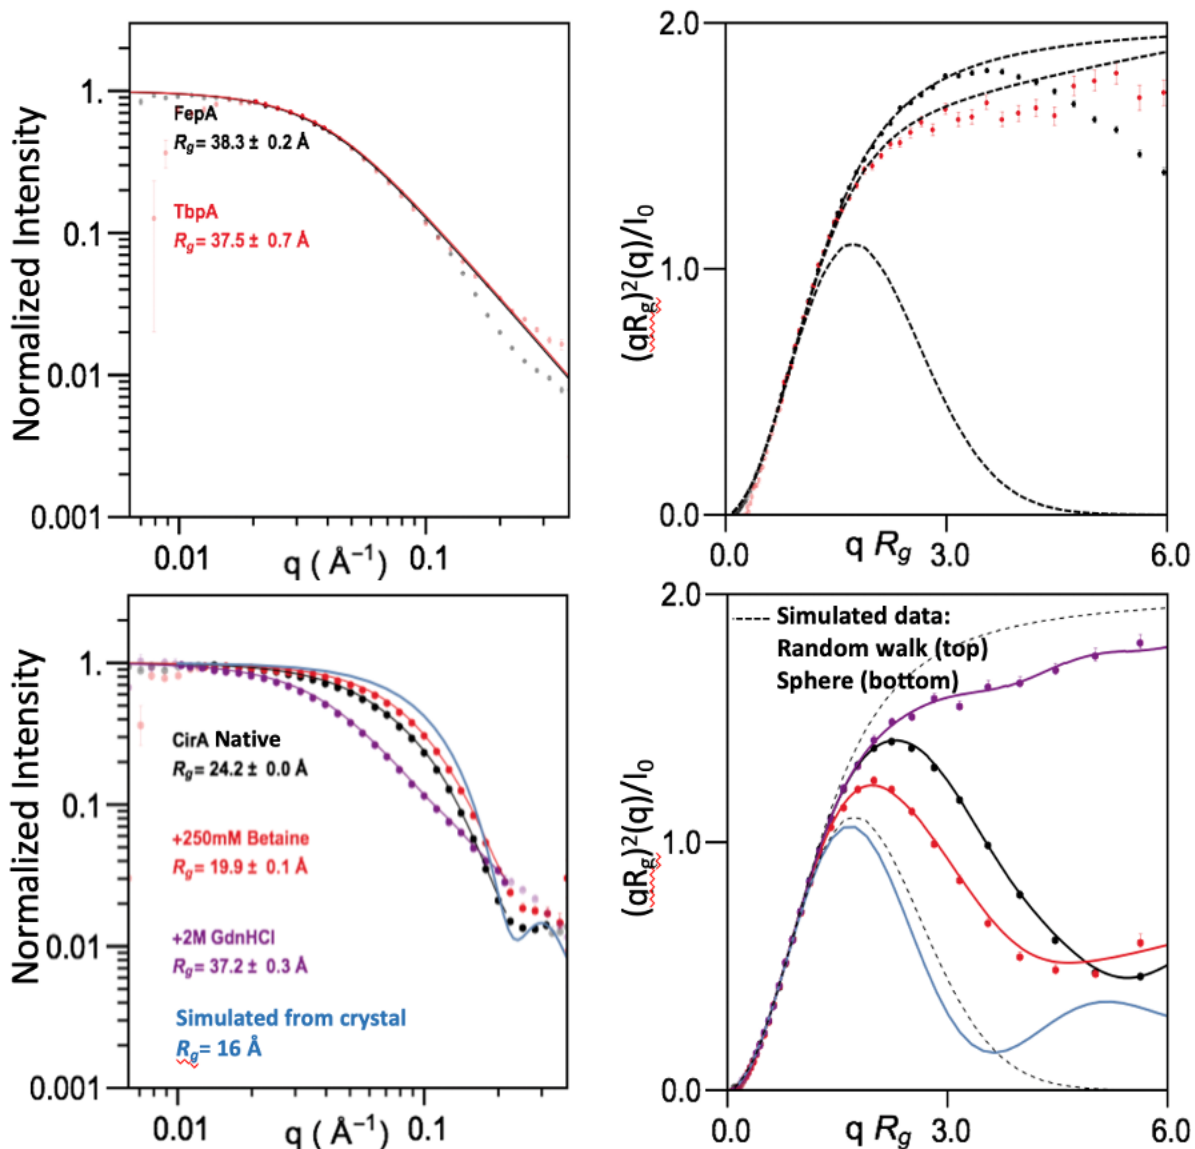 Normalized Intensity
1.
0.1
0.01
0.001
FepA
Rg= 38.3 ± 0.2 Å
TbpA
Rg= 37.5 ± 0.7 Å
0.01
0.1
q ( Å⁻¹)
(qRg)²(q)/I₀
2.0
1.0
0.0
0.0
3.0
6.0
q Rg
Normalized Intensity
1.
0.1
0.01
0.001
CirA Native
Rg= 24.2 ± 0.0 Å
+250mM Betaine
Rg= 19.9 ± 0.1 Å
+2M GdnHCl
Rg= 37.2 ± 0.3 Å
Simulated from crystal
Rg= 16 Å
0.01
0.1
q ( Å⁻¹)
(qRg)²(q)/I₀
2.0
1.0
0.0
Simulated data:
Random walk (top)
Sphere (bottom)
0.0
3.0
6.0
q Rg